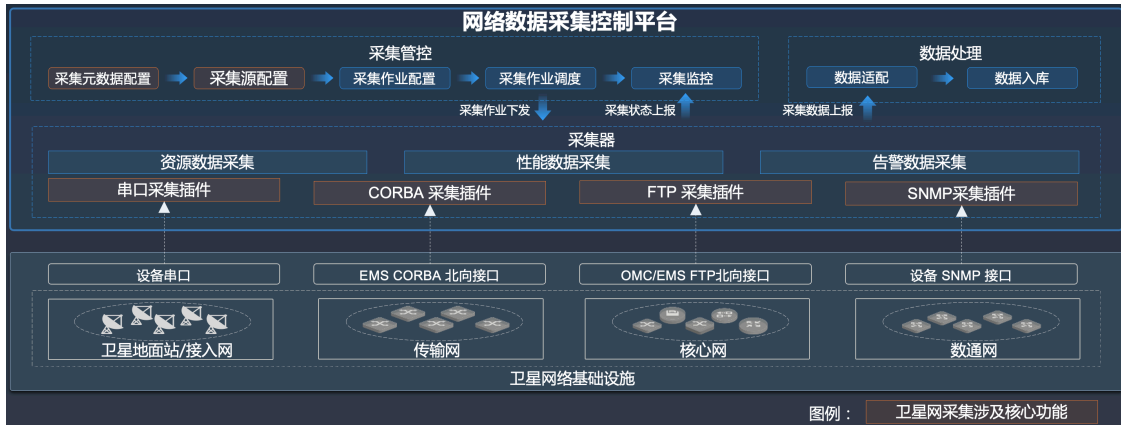 网络数据采集控制平台
采集管控
采集元数据配置
采集源配置
采集作业配置
采集作业调度
采集监控
数据处理
数据适配
数据入库
采集作业下发
采集状态上报
采集数据上报
采集器
资源数据采集
性能数据采集
告警数据采集
串口采集插件
CORBA 采集插件
FTP 采集插件
SNMP采集插件
设备串口
EMS CORBA 北向接口
OMC/EMS FTP北向接口
设备 SNMP 接口
卫星地面站/接入网
传输网
核心网
数通网
卫星网络基础设施
图例：
卫星网采集涉及核心功能